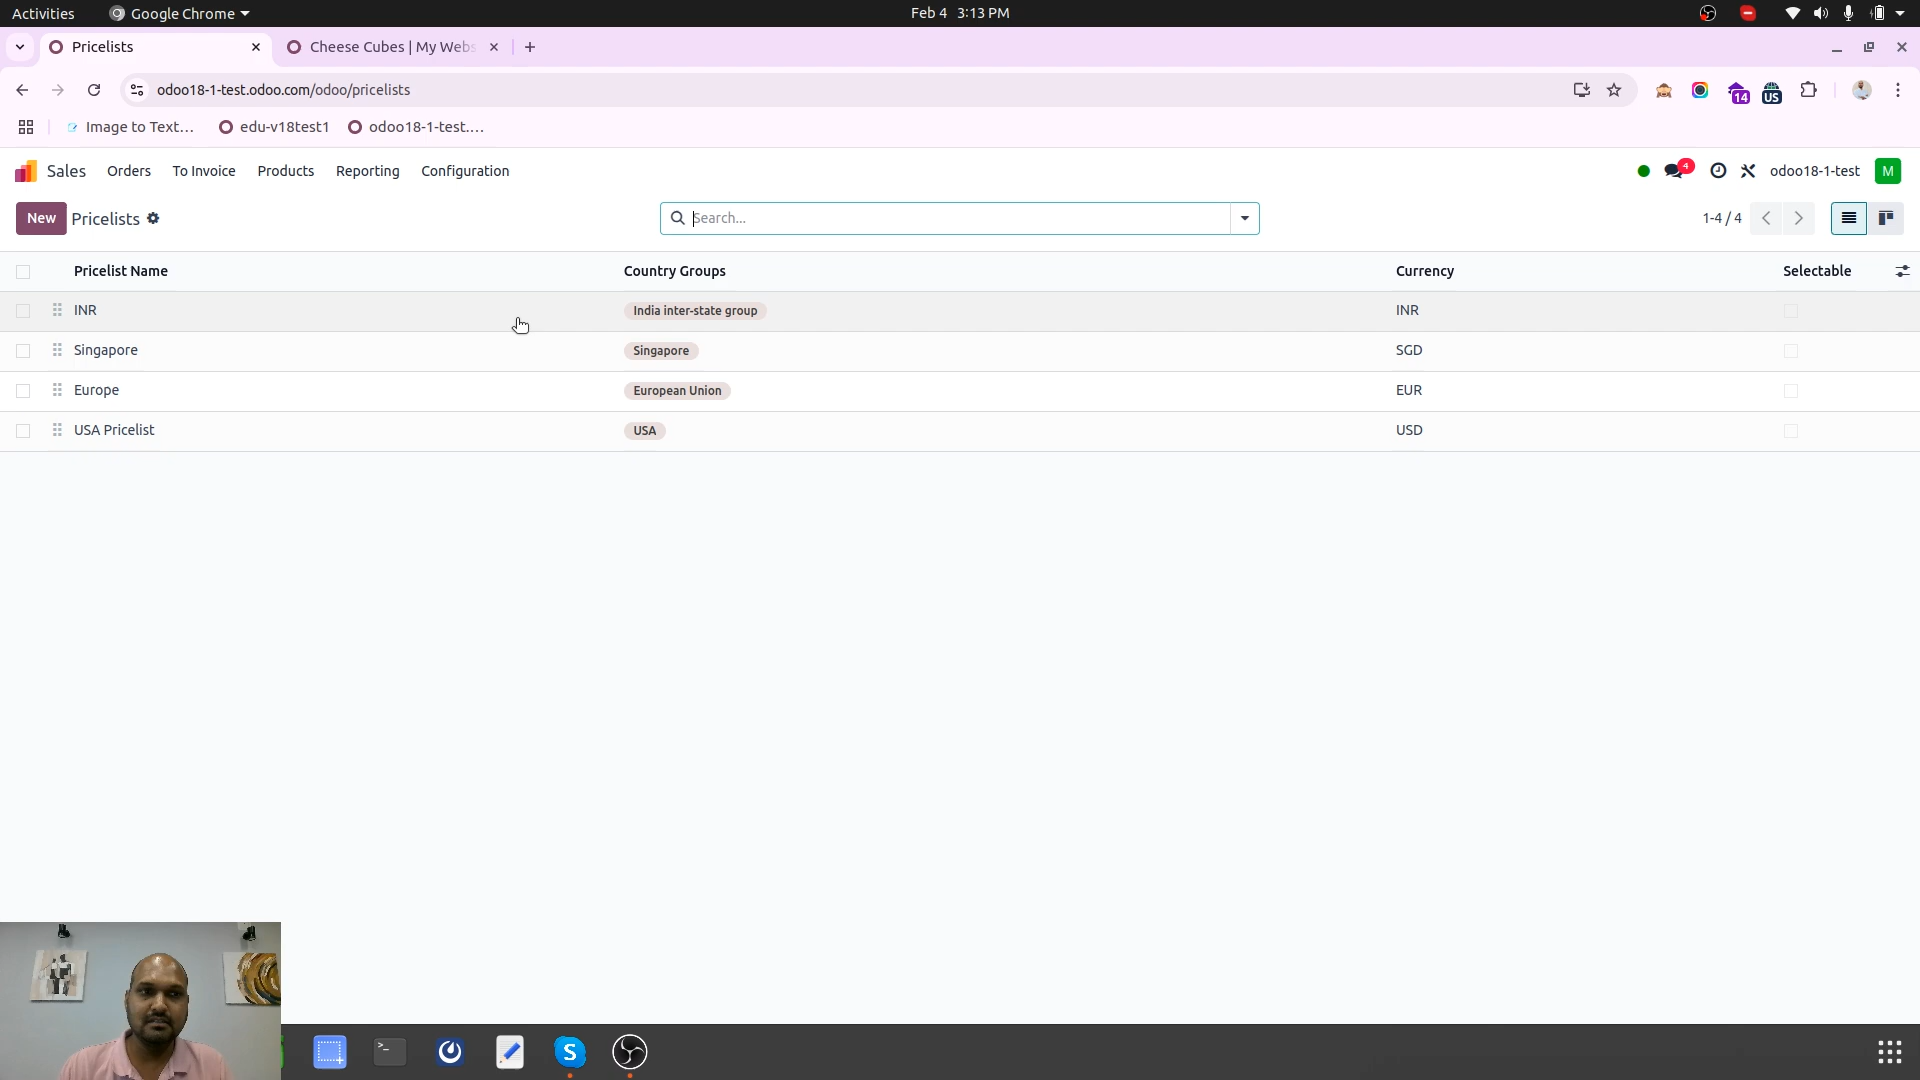 Activities
Google Chrome
Feb 4 3:13 PM
Pricelists
Cheese Cubes | My Webs
odoo18-1-test.odoo.com/odoo/pricelists
14
US
Image to Text...
edu-v18test1
odoo18-1-test....
Sales
Orders
To Invoice
Products
Reporting
Configuration
4
odoo18-1-test
M
New
Pricelists
Search...
1-4 / 4
Pricelist Name
Country Groups
Currency
Selectable
INR
India inter-state group
INR
Singapore
Singapore
SGD
Europe
European Union
EUR
USA Pricelist
USA
USD
>_
S